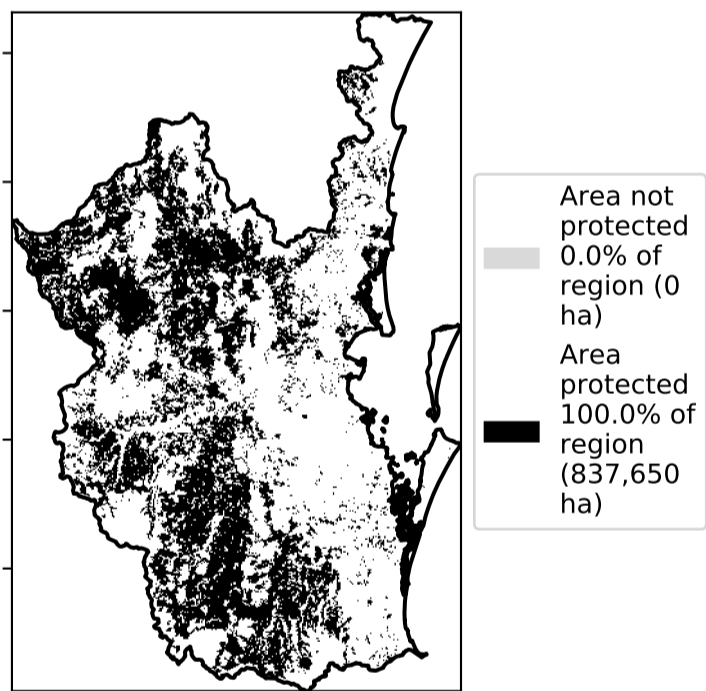 Area not
protected
0.0% of
region (0
ha)
Area
protected
100.0% of
region
(837,650
ha)